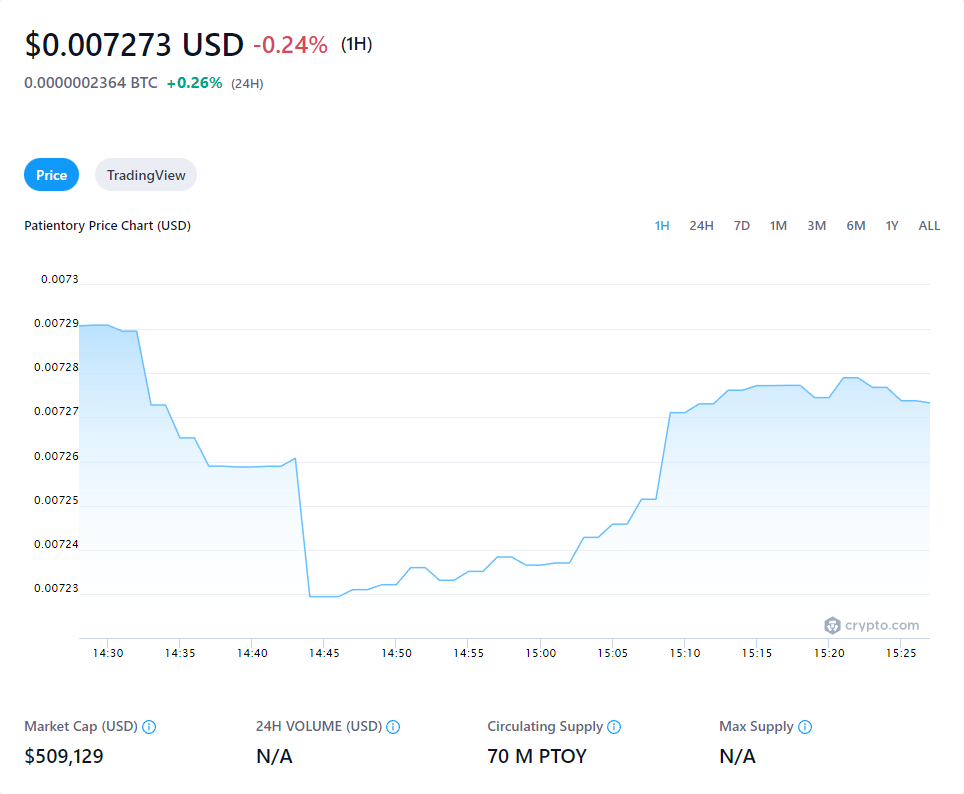 $0.007273 USD -0.24% (1H)
0.0000002364 BTC +0.26% (24H)
Price TradingView
Patientory Price Chart (USD) 1H 24H 7D 1M 3M 6M 1Y ALL
0.0073
0.00729
0.00728
0.00727
0.00726
0.00725
0.00724
0.00723
crypto.com
14:30 14:35 14:40 14:45 14:50 14:55 15:00 15:05 15:10 15:15 15:20 15:25
Market Cap (USD) 24H VOLUME (USD) Circulating Supply Max Supply
$509,129 N/A 70 M PTOY N/A